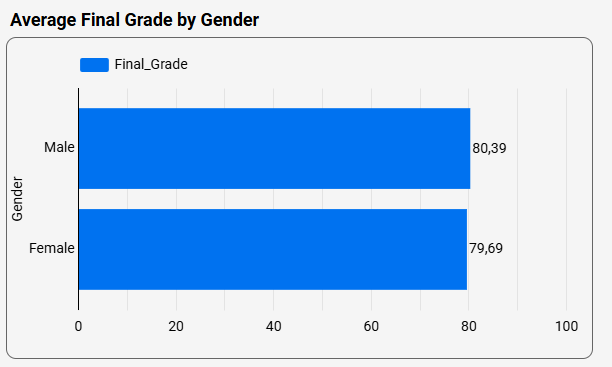 Average Final Grade by Gender
Final_Grade
Gender
Male
80,39
Female
79,69
0 20 40 60 80 100